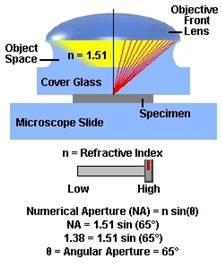 Objective
Front
Lens
Object
Space
n = 1.51
Cover Glass
Specimen
Microscope Slide
n = Refractive Index
Low
High
Numerical Aperture (NA) = n sin(θ)
NA = 1.51 sin (65°)
1.38 = 1.51 sin (65°)
θ = Angular Aperture = 65°